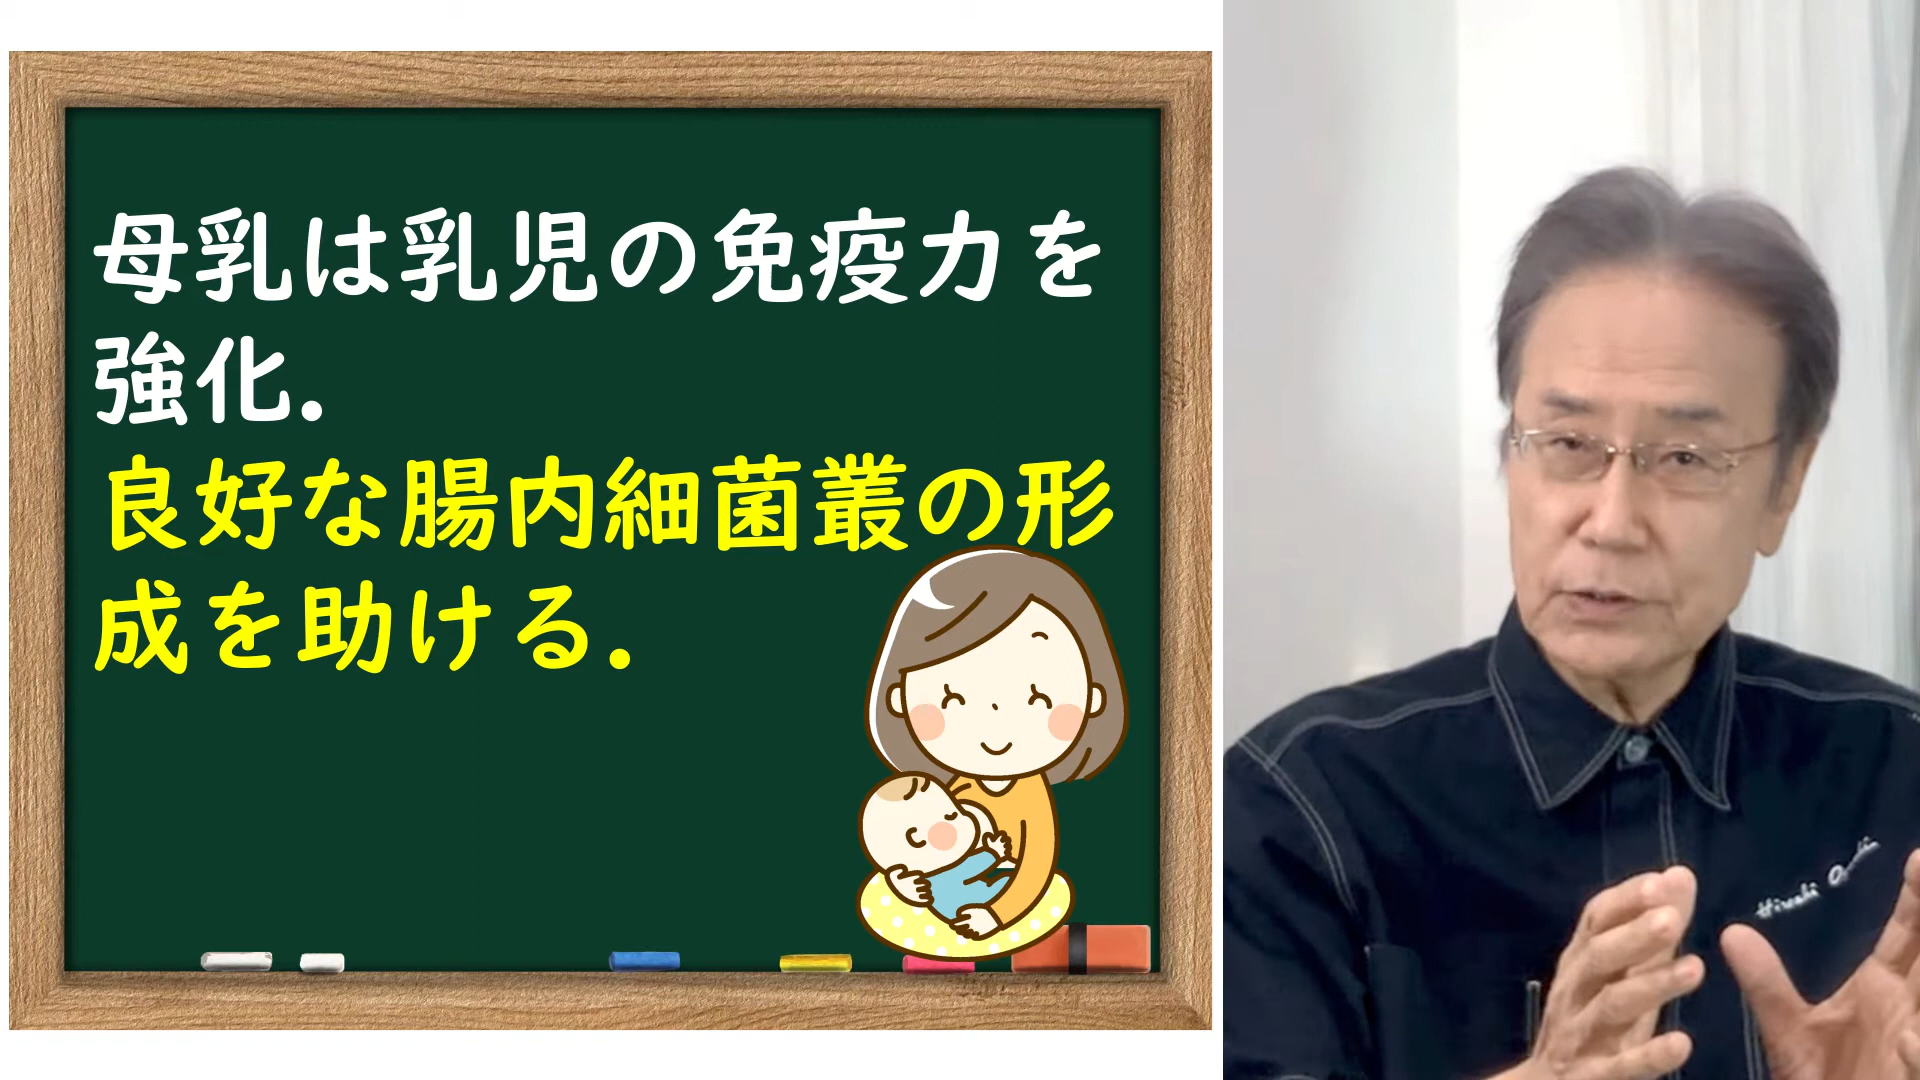 母乳は乳児の免疫力を
強化.
良好な腸内細菌叢の形
成を助ける.
Hiroshi